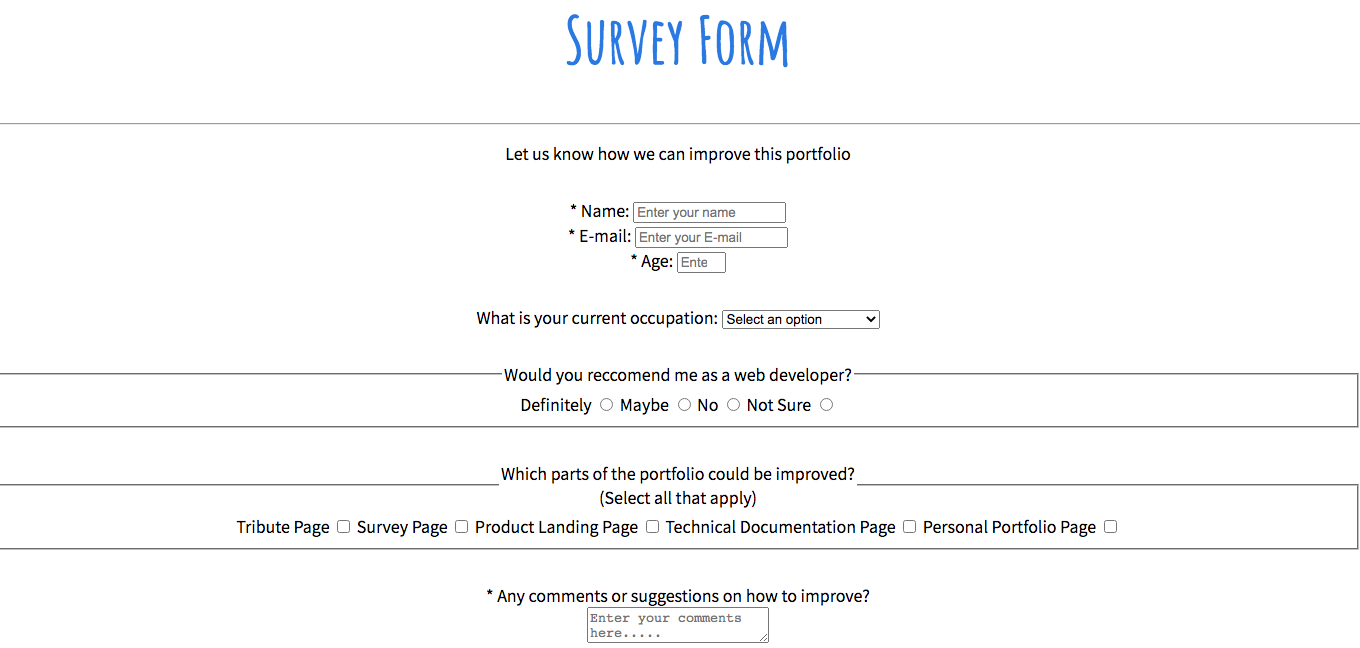 Survey Form
Let us know how we can improve this portfolio
* Name: Enter your name
* E-mail: Enter your E-mail
* Age: Ente
What is your current occupation: Select an option
Would you reccomend me as a web developer?
Definitely Maybe No Not Sure
Which parts of the portfolio could be improved?
(Select all that apply)
Tribute Page Survey Page Product Landing Page Technical Documentation Page Personal Portfolio Page
* Any comments or suggestions on how to improve?
Enter your comments
here.....